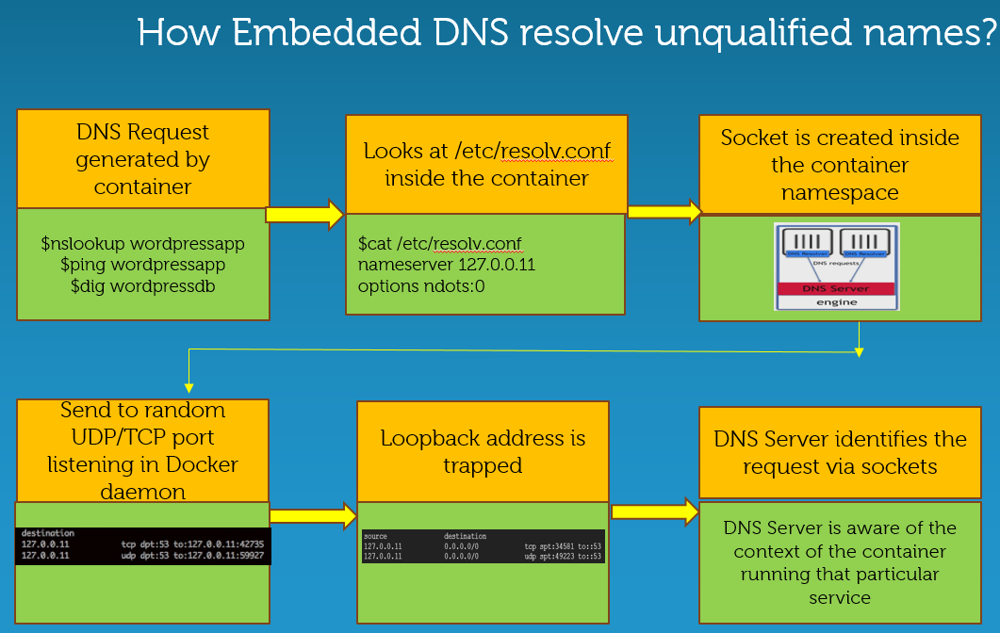 How Embedded DNS resolve unqualified names?
DNS Request
generated by
container
$nslookup wordpressapp
$ping wordpressapp
$dig wordpressdb
Looks at /etc/resolv.conf
inside the container
$cat /etc/resolv.conf
nameserver 127.0.0.11
options ndots:0
Socket is created inside
the container
namespace
DNS Resolver DNS Resolver
DNS requests
DNS Server
engine
Send to random
UDP/TCP port
listening in Docker
daemon
destination
127.0.0.11 tcp dpt:53 to:127.0.0.11:42735
127.0.0.11 udp dpt:53 to:127.0.0.11:59927
Loopback address is
trapped
source destination
127.0.0.11 0.0.0.0/0 tcp spt:34581 to::53
127.0.0.11 0.0.0.0/0 udp spt:49223 to::53
DNS Server identifies the
request via sockets
DNS Server is aware of the
context of the container
running that particular
service